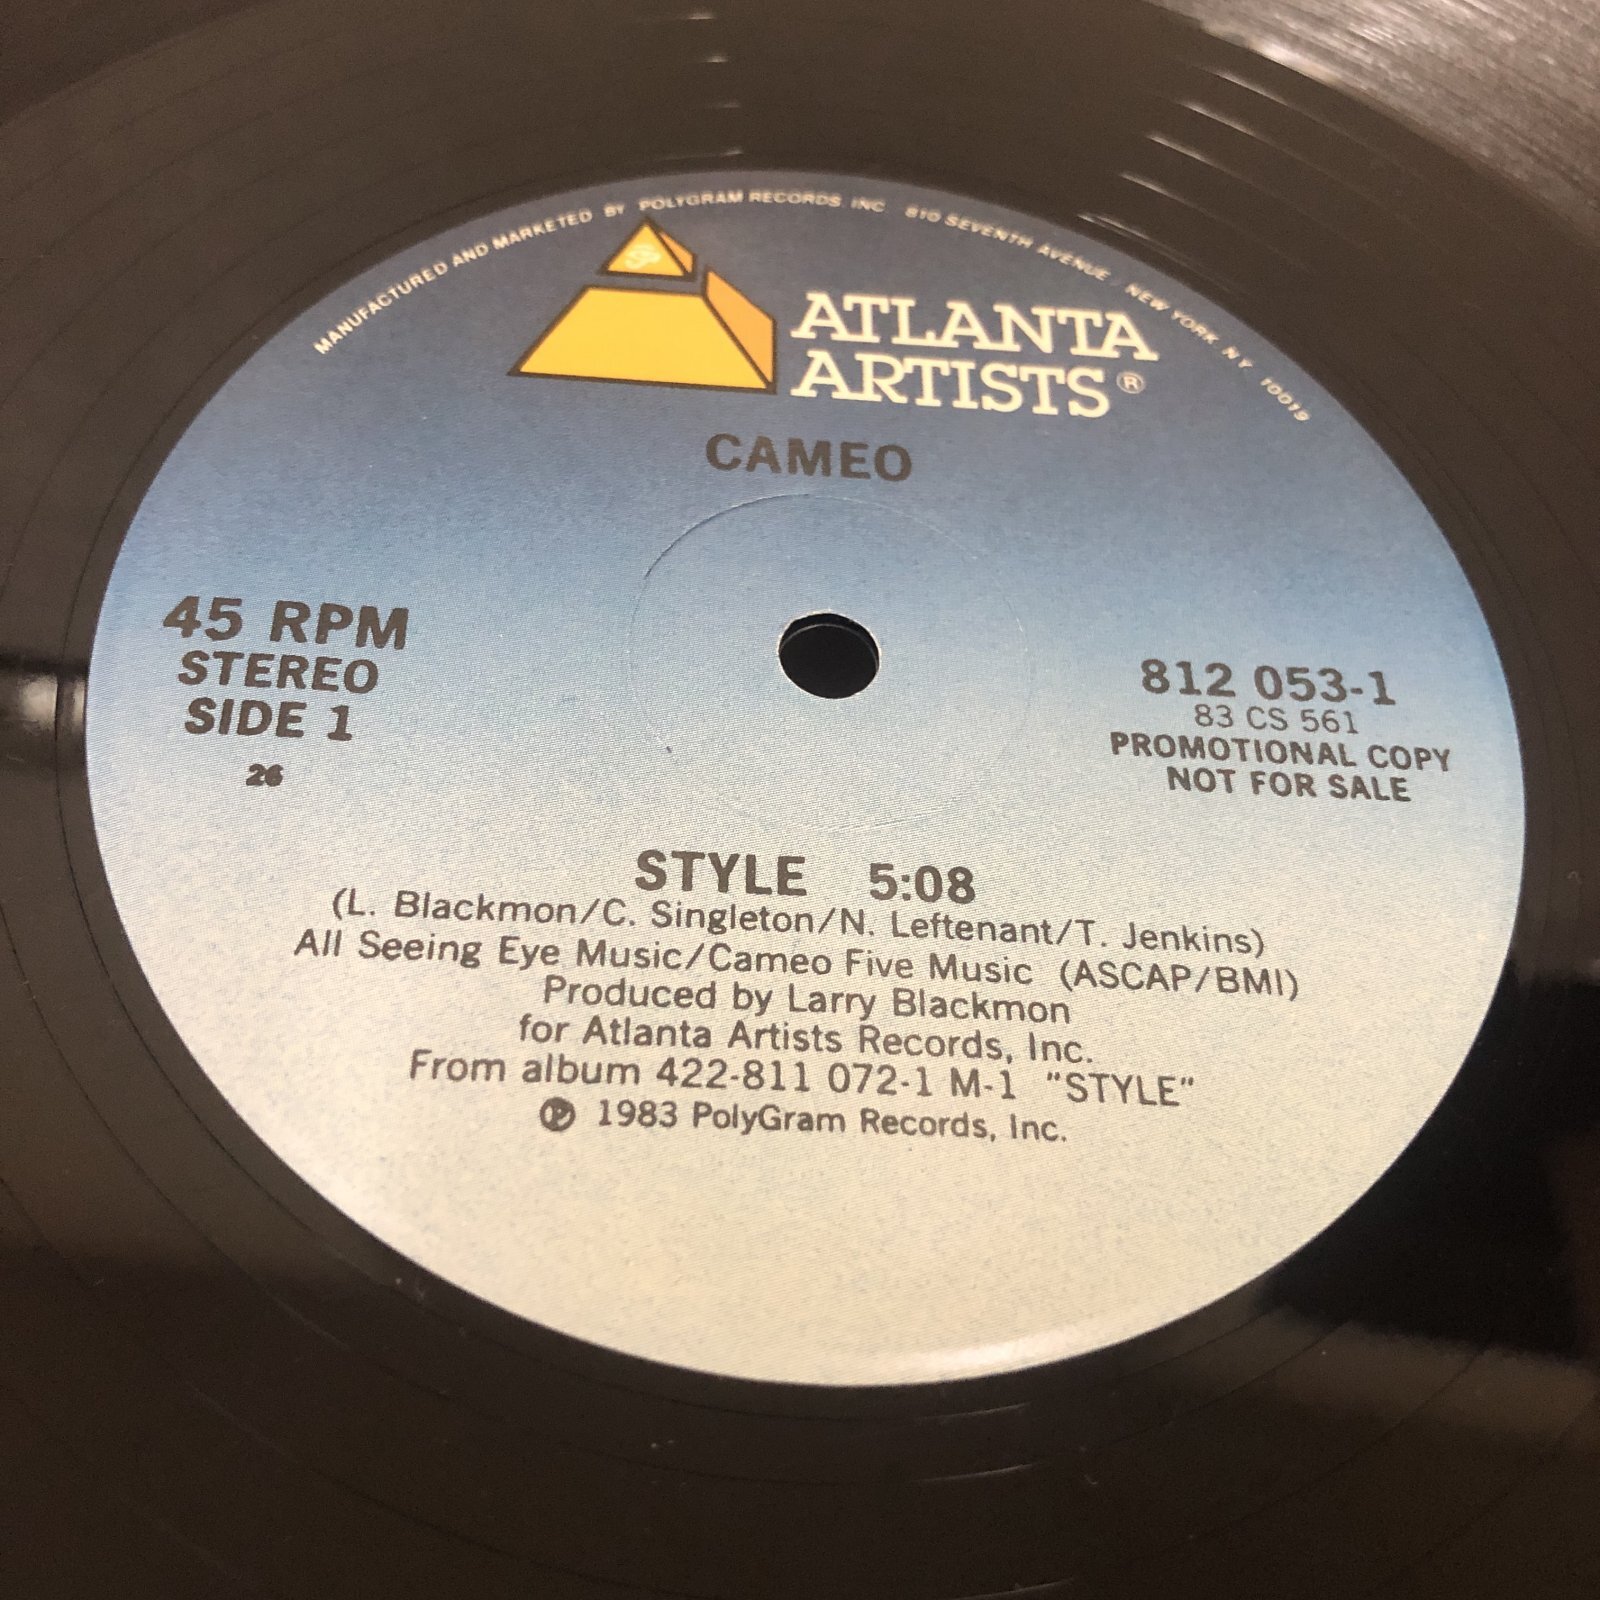 MANUFACTURED AND MARKETED BY POLYGRAM RECORDS, INC. 810 SEVENTH AVENUE, NEW YORK, N.Y. 10019
ATLANTA
ARTISTS®
CAMEO
45 RPM
STEREO
SIDE 1
26
812 053-1
83 CS 561
PROMOTIONAL COPY
NOT FOR SALE
STYLE 5:08
(L. Blackmon/C. Singleton/N. Leftenant/T. Jenkins)
All Seeing Eye Music/Cameo Five Music (ASCAP/BMI)
Produced by Larry Blackmon
for Atlanta Artists Records, Inc.
From album 422-811 072-1 M-1 "STYLE"
℗ 1983 PolyGram Records, Inc.